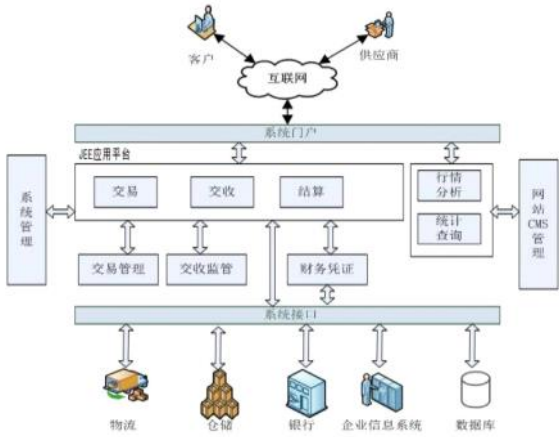 客户
供应商
互联网
系统门户
JEE应用平台
系统
管理
交易
交收
结算
行情
分析
统计
查询
网站
CMS
管理
交易管理
交收监管
财务凭证
系统接口
物流
仓储
银行
企业信息系统
数据库